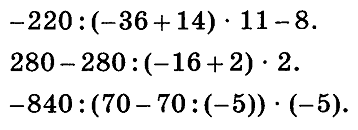 −220 : (−36 + 14) · 11 − 8.
280 − 280 : (−16 + 2) · 2.
−840 : (70 − 70 : (−5)) · (−5).